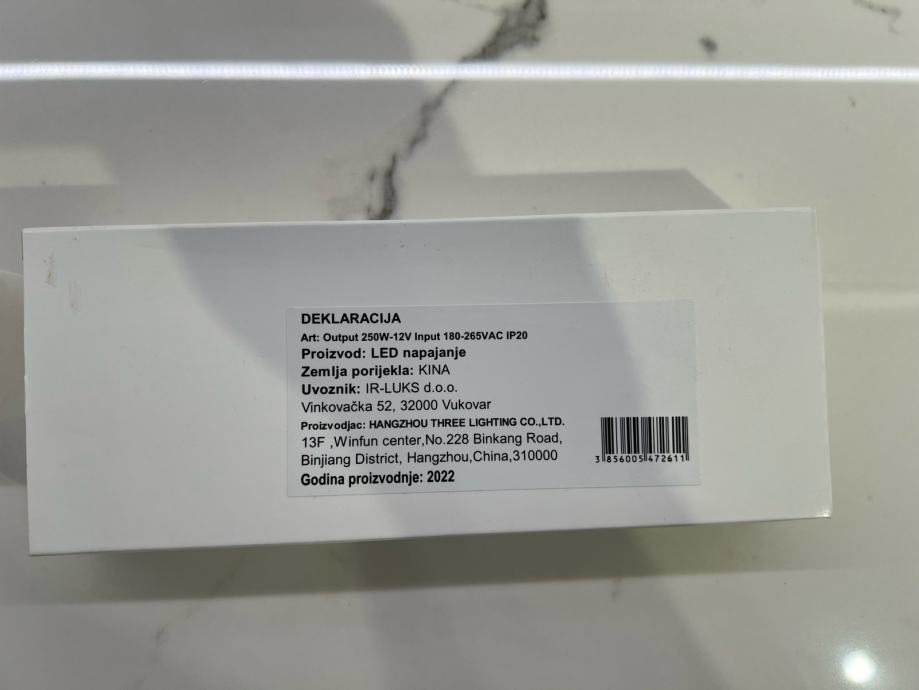 DEKLARACIJA
Art: Output 250W-12V Input 180-265VAC IP20
Proizvod: LED napajanje
Zemlja porijekla: KINA
Uvoznik: IR-LUKS d.o.o.
Vinkovačka 52, 32000 Vukovar
Proizvodjac: HANGZHOU THREE LIGHTING CO.,LTD.
13F ,Winfun center,No.228 Binkang Road,
Binjiang District, Hangzhou,China,310000
Godina proizvodnje: 2022
3 856005 472611